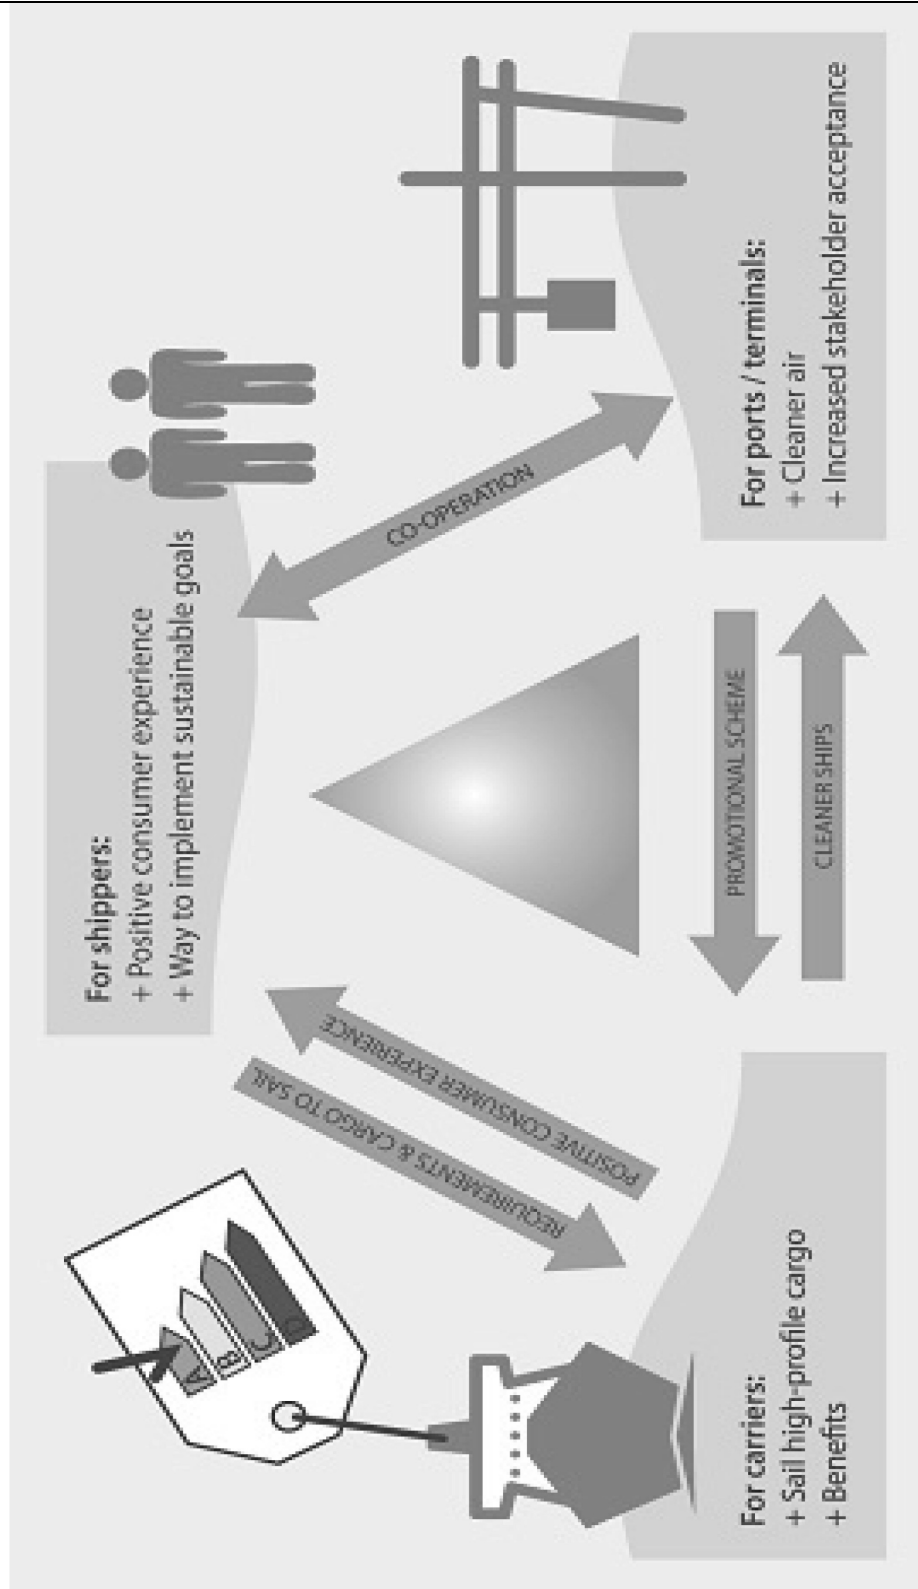 For shippers:
+ Positive consumer experience
+ Way to implement sustainable goals
A
B
C
D
REQUIREMENTS & CARGO TO SAIL
POSITIVE CONSUMER EXPERIENCE
CO-OPERATION
PROMOTIONAL SCHEME
CLEANER SHIPS
For carriers:
+ Sail high-profile cargo
+ Benefits
For ports / terminals:
+ Cleaner air
+ Increased stakeholder acceptance